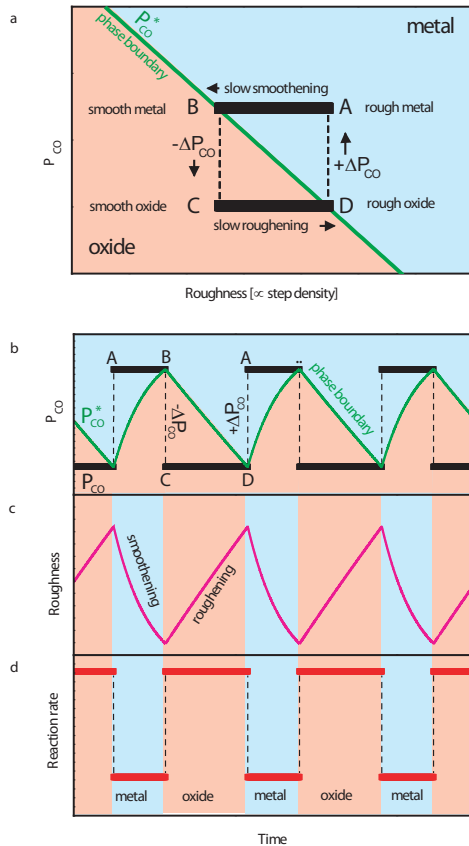 a
P*CO
phase boundary
metal
slow smoothening
smooth metal
B
A
rough metal
-ΔPCO
+ΔPCO
PCO
smooth oxide
C
D
rough oxide
slow roughening
oxide
Roughness [∝ step density]
b
A
B
A
..
PCO
P*CO
-ΔPCO
+ΔPCO
phase boundary
PCO
C
D
c
Roughness
smoothening
roughening
d
Reaction rate
metal
oxide
metal
oxide
metal
Time